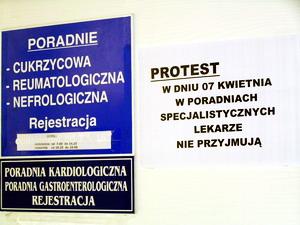 PORADNIE
- CUKRZYCOWA
- REUMATOLOGICZNA
- NEFROLOGICZNA
Rejestracja
PORADNIA KARDIOLOGICZNA
PORADNIA GASTROENTEROLOGICZNA
REJESTRACJA
PROTEST
W DNIU 07 KWIETNIA
W PORADNIACH
SPECJALISTYCZNYCH
LEKARZE
NIE PRZYJMUJĄ